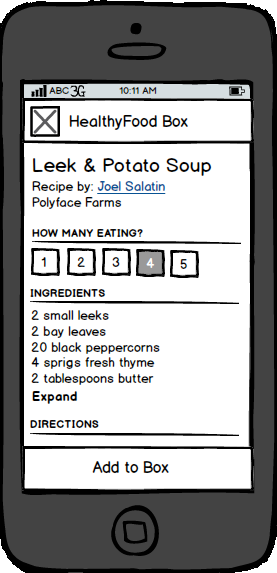 ABC 3G 10:11 AM
HealthyFood Box
Leek & Potato Soup
Recipe by: Joel Salatin
Polyface Farms
HOW MANY EATING?
1 2 3 4 5
INGREDIENTS
2 small leeks
2 bay leaves
20 black peppercorns
4 sprigs fresh thyme
2 tablespoons butter
Expand
DIRECTIONS
Add to Box